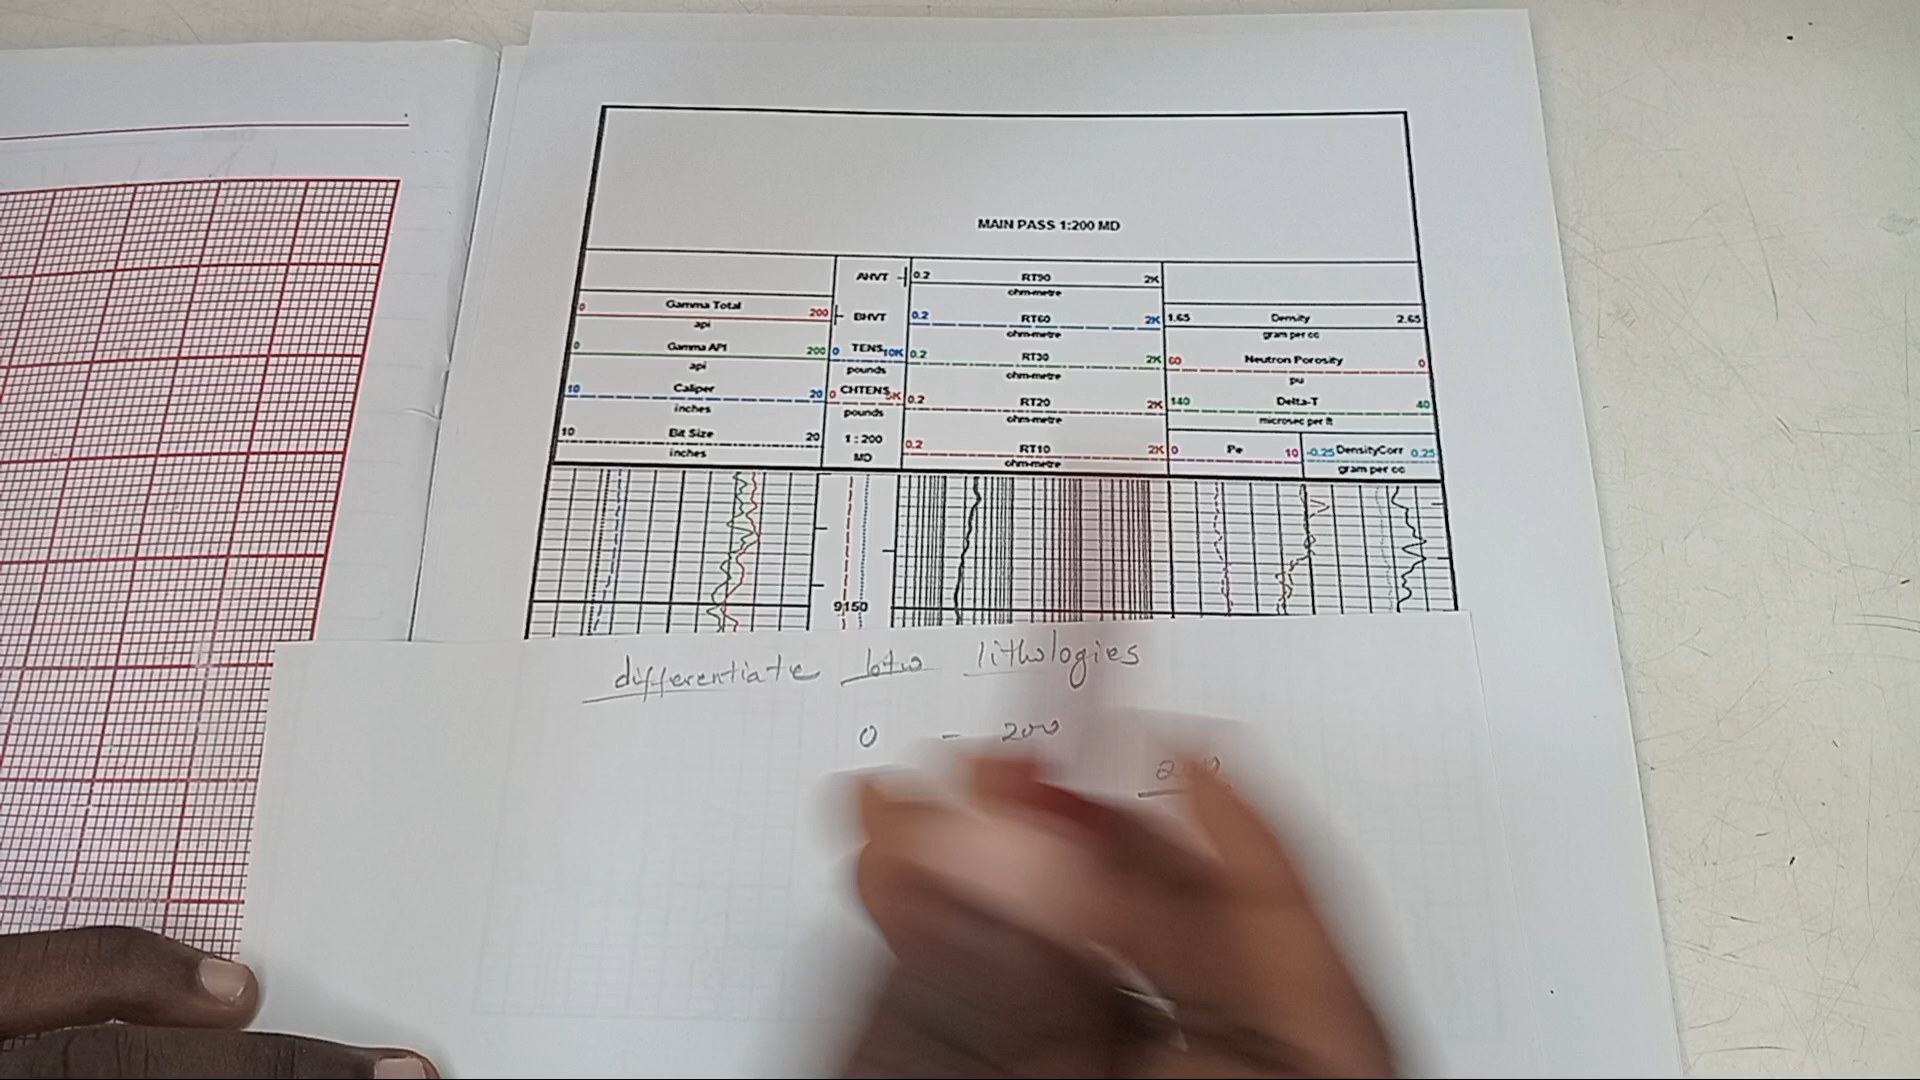 MAIN PASS 1:200 MD
0 Gamma Total 200
api
0 Gamma API 200
api
10 Caliper 20
inches
10 Bit Size 20
inches
AHVT
BHVT
0 TENS 10K
pounds
0 CHTENS 5K
pounds
1 : 200
MD
0.2 RT90 2K
ohm-metre
0.2 RT60 2K
ohm-metre
0.2 RT30 2K
ohm-metre
0.2 RT20 2K
ohm-metre
0.2 RT10 2K
ohm-metre
1.65 Density 2.65
gram per cc
60 Neutron Porosity 0
pu
140 Delta-T 40
microsec per ft
0 Pe 10
-0.25 DensityCorr 0.25
gram per cc
9150
differentiate btw lithologies
0 - 200